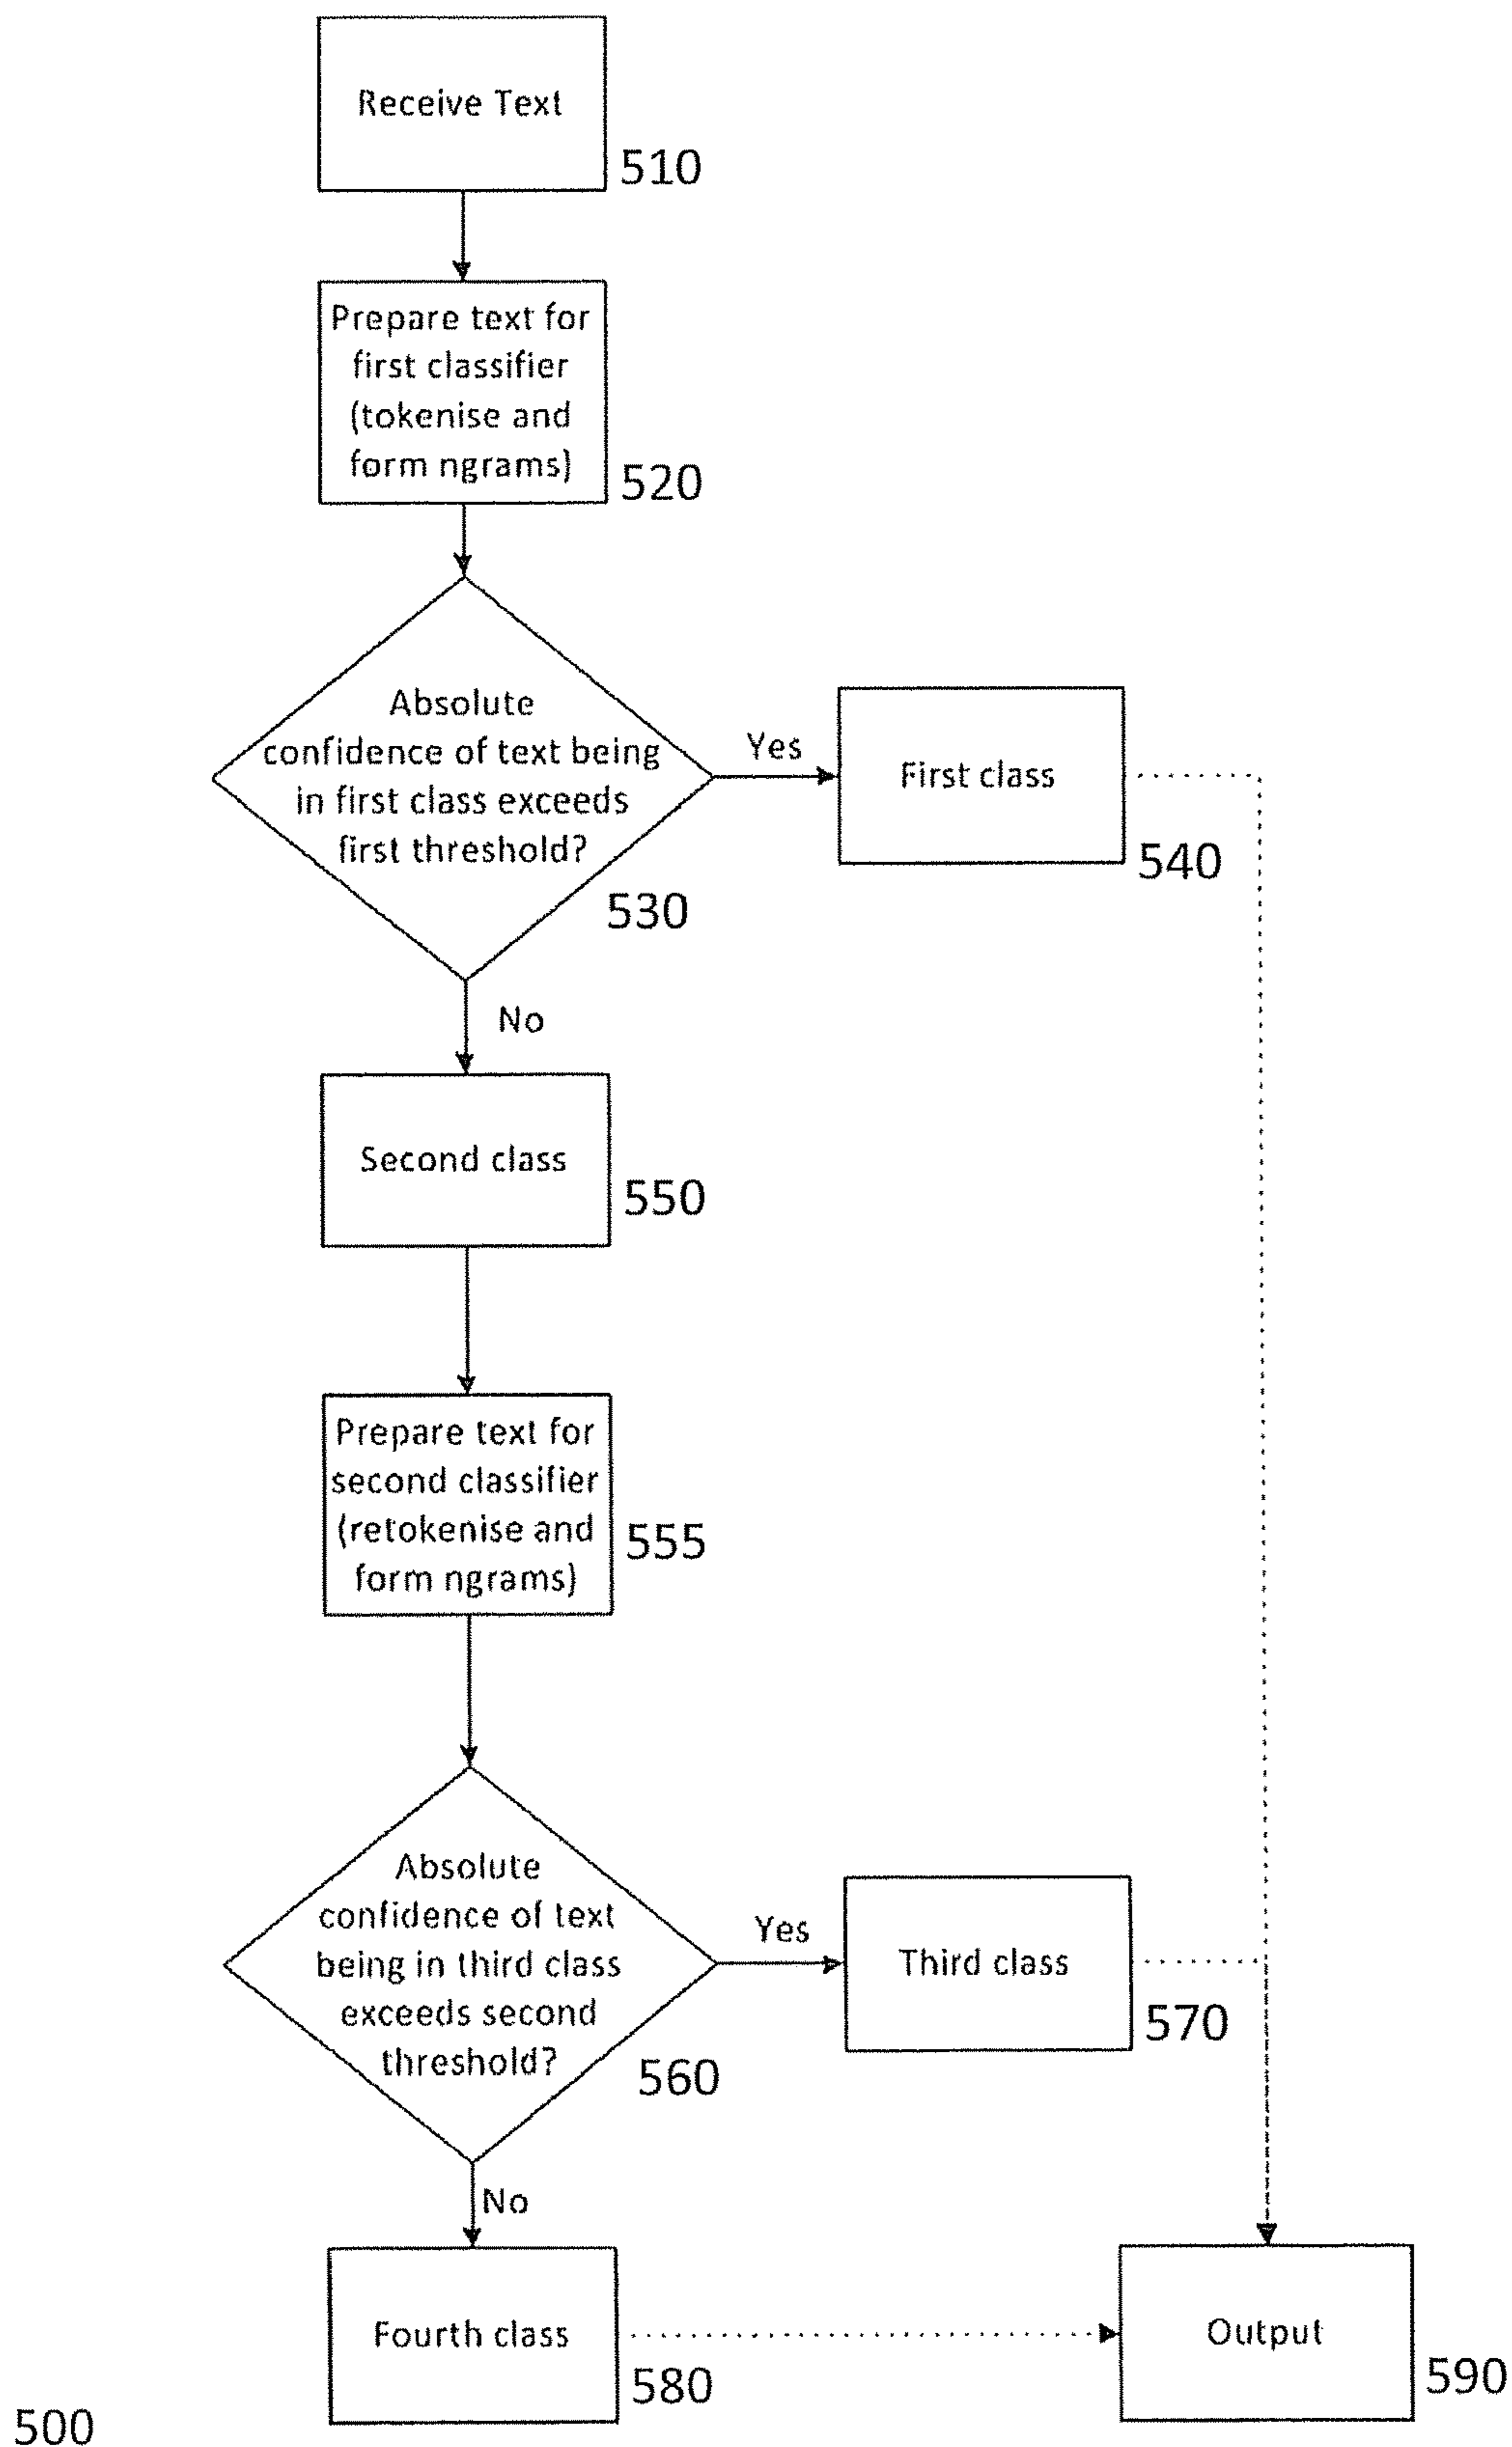 Receive Text
510
Prepare text for
first classifier
(tokenise and
form ngrams)
520
Absolute
confidence of text being
in first class exceeds
first threshold?
530
Yes
First class
540
No
Second class
550
Prepare text for
second classifier
(retokenise and
form ngrams)
555
Absolute
confidence of text
being in third class
exceeds second
threshold?
560
Yes
Third class
570
No
Fourth class
580
Output
590
500